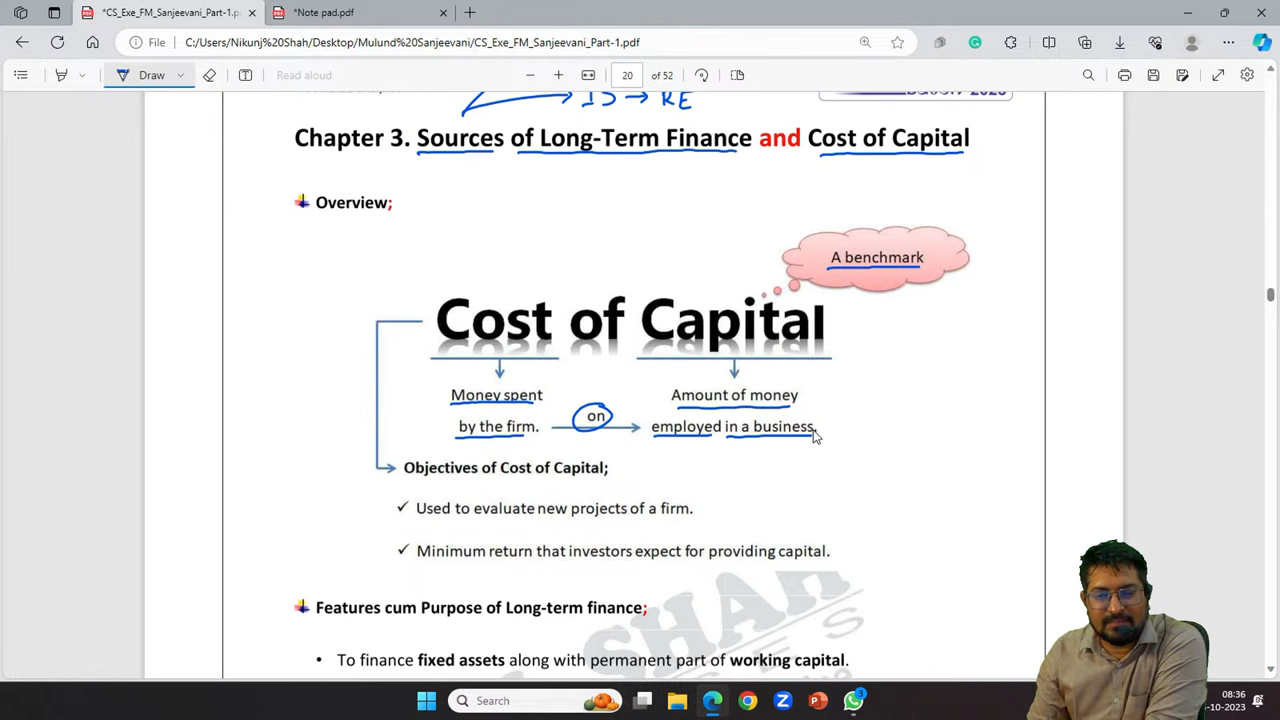 *CS_Exe_FM_Sanjeevani_Part-1.p
*Note pad.pdf
File
C:/Users/Nikunj%20Shah/Desktop/Mulund%20Sanjeevani/CS_Exe_FM_Sanjeevani_Part-1.pdf
Draw
Read aloud
20 of 52
→ RE
Chapter 3. Sources of Long-Term Finance and Cost of Capital
Overview;
A benchmark
Cost of Capital
Money spent
by the firm.
on
Amount of money
employed in a business.
Objectives of Cost of Capital;
✓ Used to evaluate new projects of a firm.
✓ Minimum return that investors expect for providing capital.
Features cum Purpose of Long-term finance;
• To finance fixed assets along with permanent part of working capital.
SHAH
Search
3
08:36
-10-2023